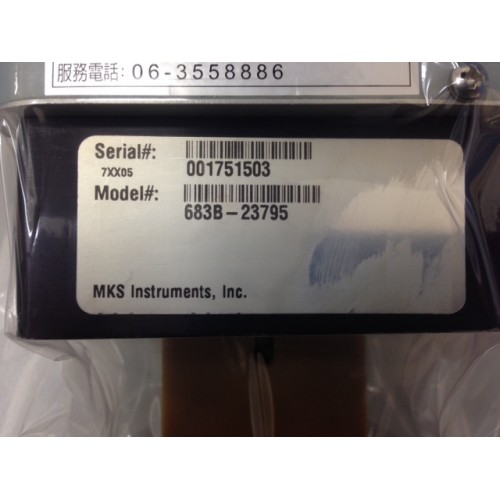 服務電話: 06-3558886
Serial#:
7XX05
001751503
Model#:
683B-23795
MKS Instruments, Inc.